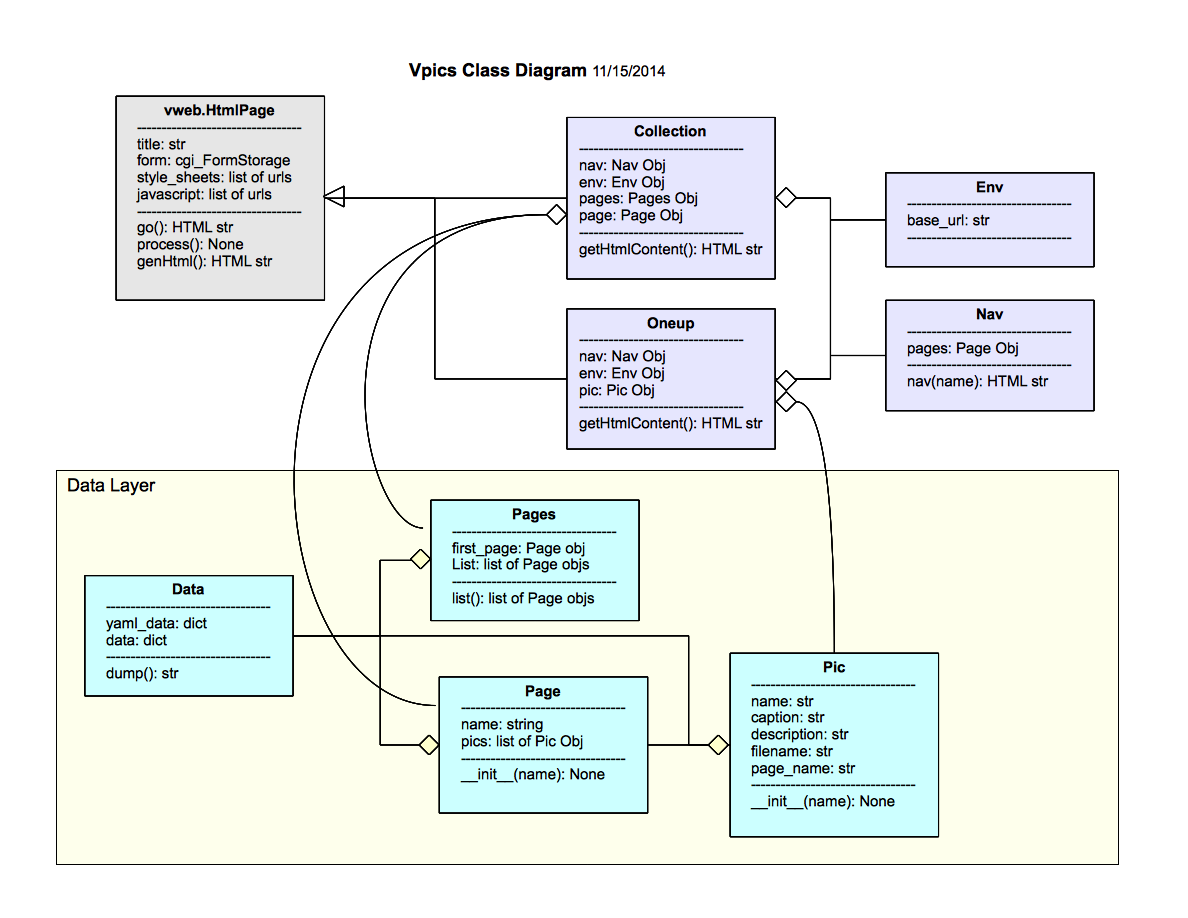 Vpics Class Diagram 11/15/2014
vweb.HtmlPage
---------------------------------
title: str
form: cgi_FormStorage
style_sheets: list of urls
javascript: list of urls
---------------------------------
go(): HTML str
process(): None
genHtml(): HTML str
Collection
---------------------------------
nav: Nav Obj
env: Env Obj
pages: Pages Obj
page: Page Obj
---------------------------------
getHtmlContent(): HTML str
Env
---------------------------------
base_url: str
---------------------------------
Oneup
---------------------------------
nav: Nav Obj
env: Env Obj
pic: Pic Obj
---------------------------------
getHtmlContent(): HTML str
Nav
---------------------------------
pages: Page Obj
---------------------------------
nav(name): HTML str
Data Layer
Pages
---------------------------------
first_page: Page obj
List: list of Page objs
---------------------------------
list(): list of Page objs
Data
---------------------------------
yaml_data: dict
data: dict
---------------------------------
dump(): str
Page
---------------------------------
name: string
pics: list of Pic Obj
---------------------------------
__init__(name): None
Pic
---------------------------------
name: str
caption: str
description: str
filename: str
page_name: str
---------------------------------
__init__(name): None